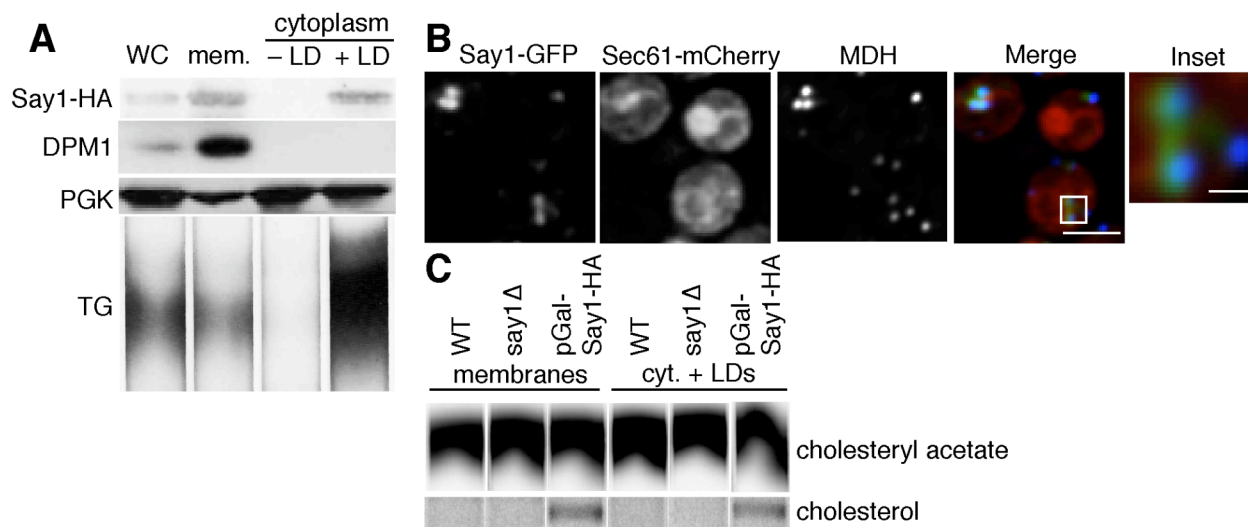 A
cytoplasm
WC mem. – LD + LD
Say1-HA
DPM1
PGK
TG
B
Say1-GFP Sec61-mCherry MDH Merge Inset
C
WT say1Δ pGal-Say1-HA WT say1Δ pGal-Say1-HA
membranes cyt. + LDs
cholesteryl acetate
cholesterol